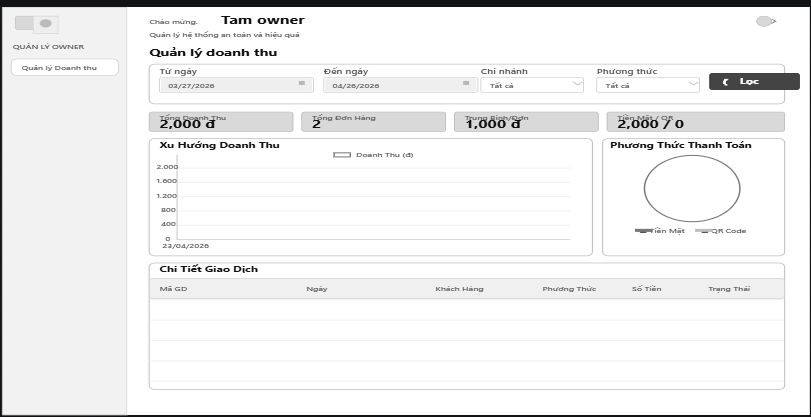 Chào mừng, Tam owner
Quản lý hệ thống an toàn và hiệu quả
QUẢN LÝ OWNER
Quản lý Doanh thu
Quản lý doanh thu
Từ ngày Đến ngày Chi nhánh Phương thức
03/27/2026 04/26/2026 Tất cả Tất cả Lọc
Tổng Doanh Thu Tổng Đơn Hàng Trung Bình/Đơn Tiền Mặt / QR
2,000 đ 2 1,000 đ 2,000 / 0
Xu Hướng Doanh Thu
Doanh Thu (đ)
2.000
1.600
1.200
800
400
0
23/04/2026
Phương Thức Thanh Toán
Tiền Mặt QR Code
Chi Tiết Giao Dịch
Mã GD Ngày Khách Hàng Phương Thức Số Tiền Trạng Thái